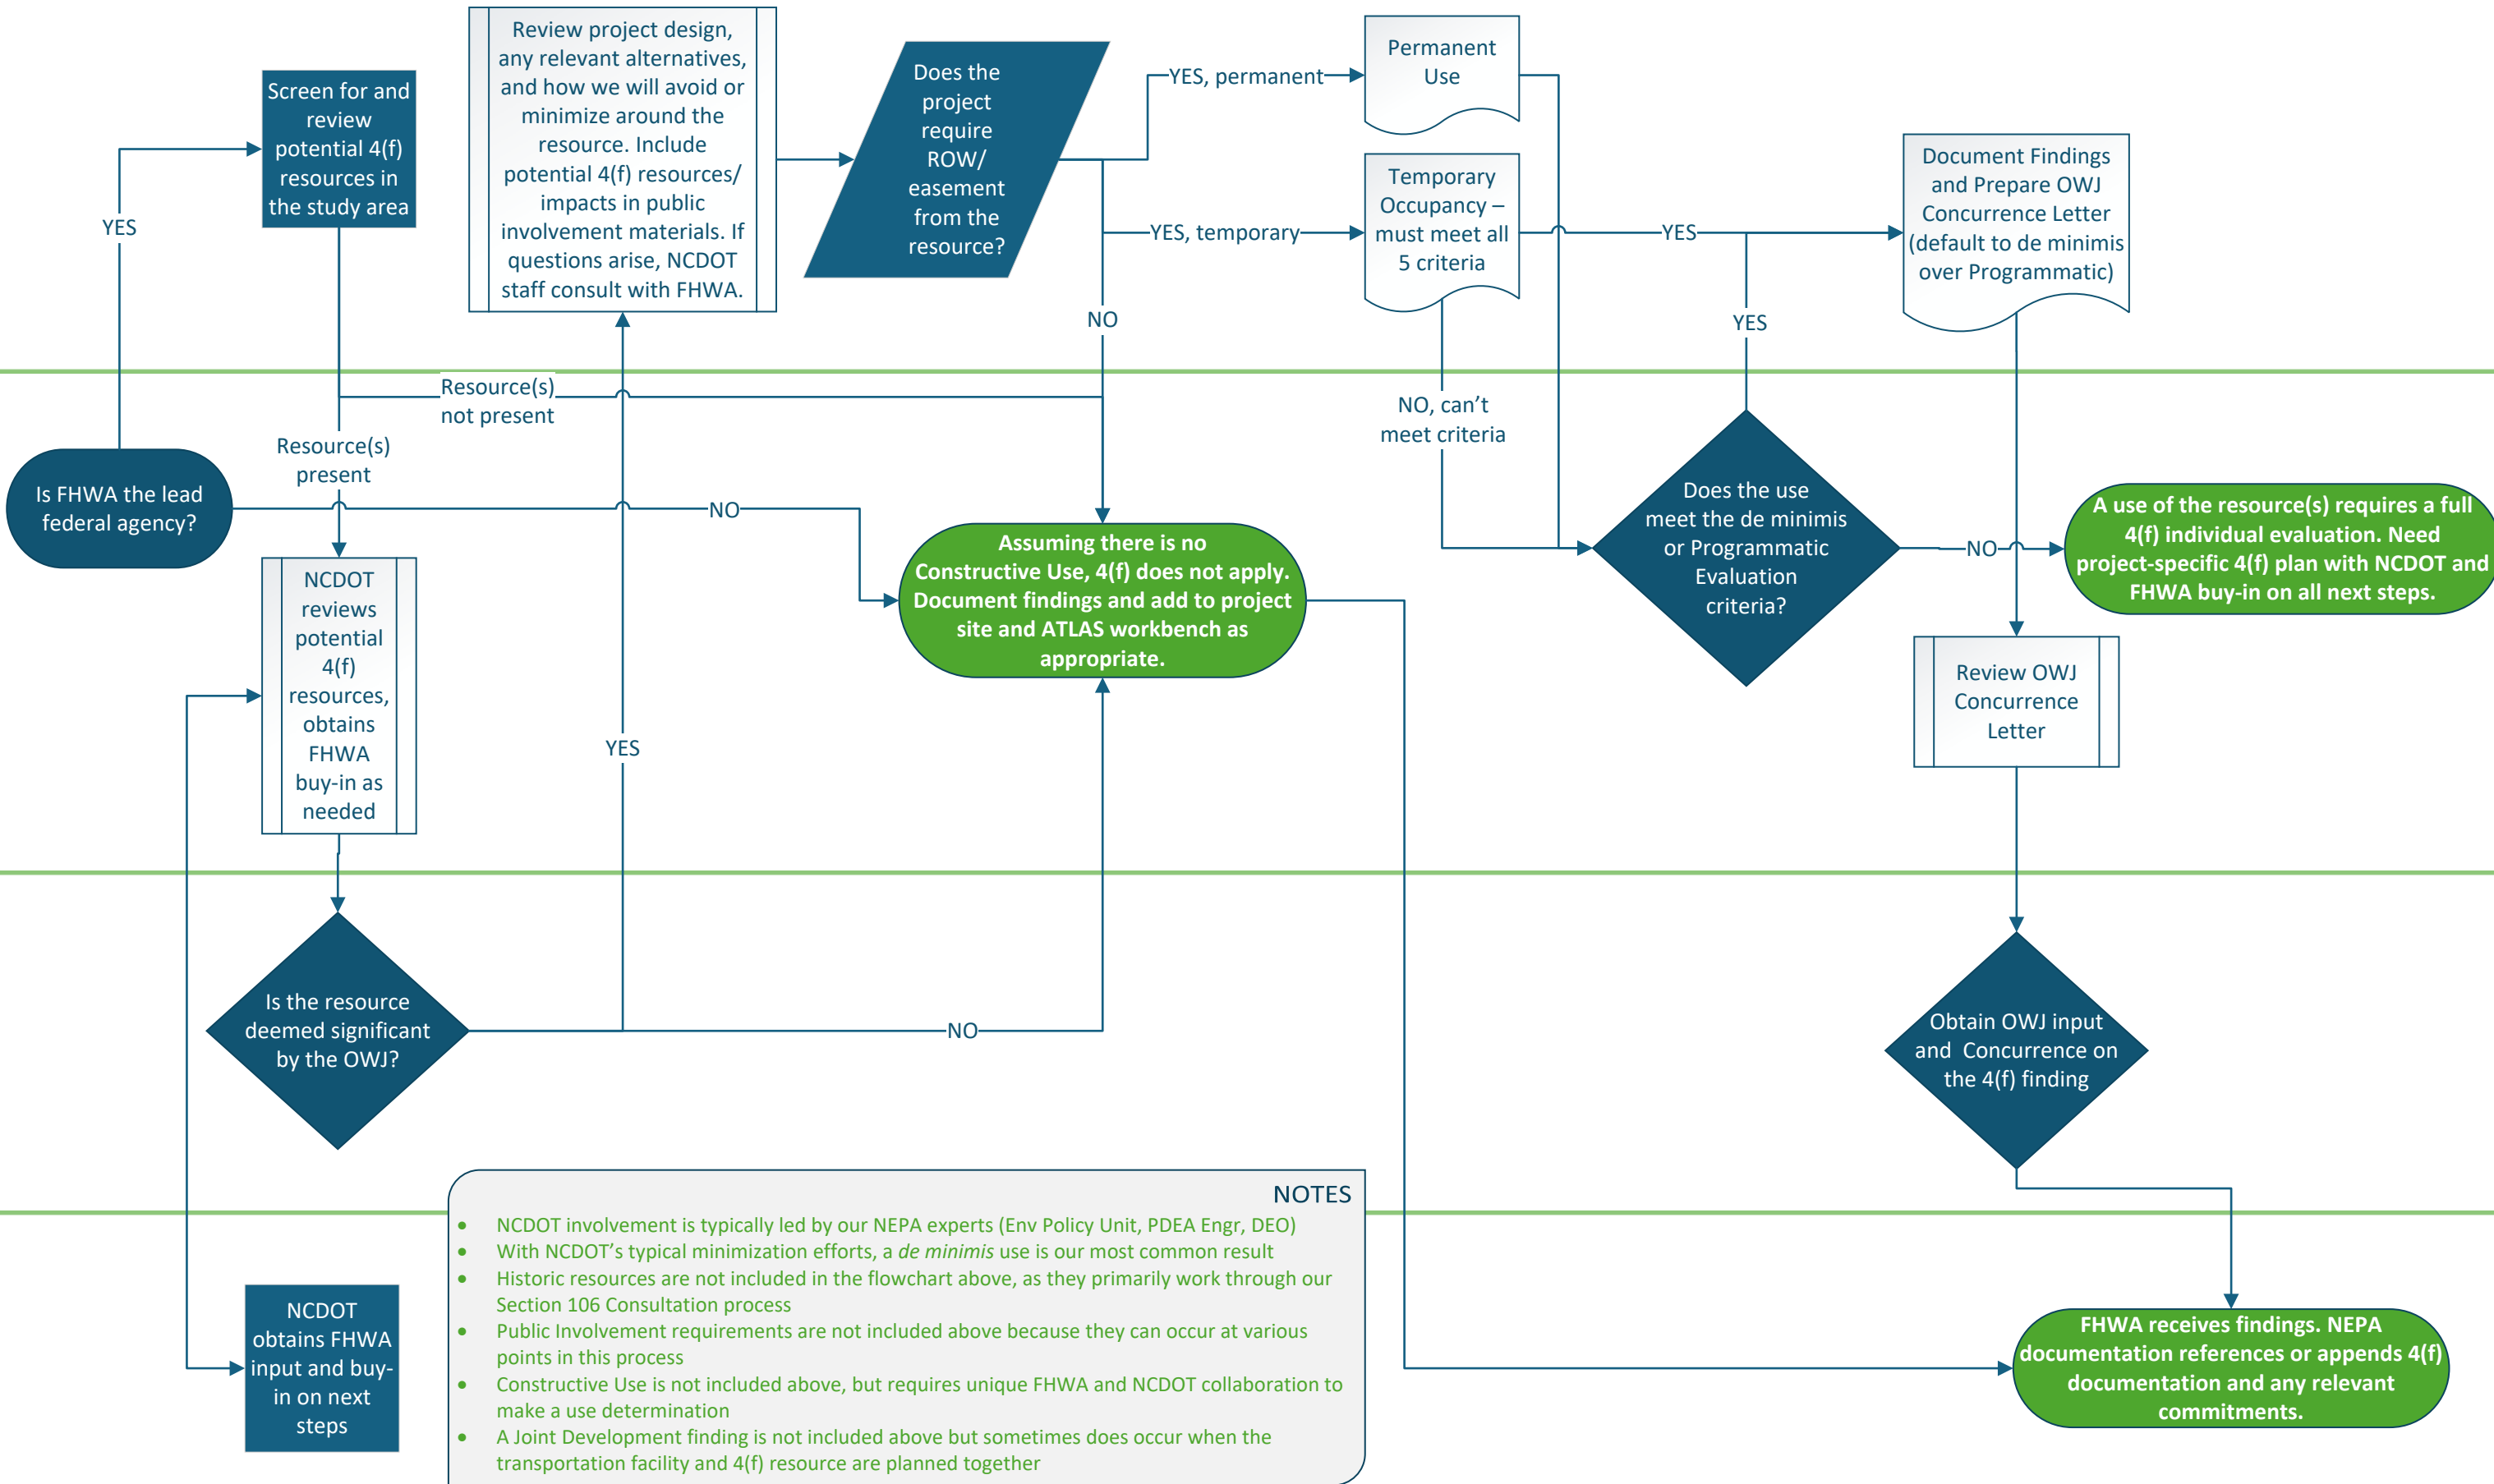 Screen for and
review
potential 4(f)
resources in
the study area
Review project design,
any relevant alternatives,
and how we will avoid or
minimize around the
resource. Include
potential 4(f) resources/
impacts in public
involvement materials. If
questions arise, NCDOT
staff consult with FHWA.
Does the
project
require
ROW/
easement
from the
resource?
YES, permanent
Permanent
Use
YES, temporary
Temporary
Occupancy –
must meet all
5 criteria
YES
Document Findings
and Prepare OWJ
Concurrence Letter
(default to de minimis
over Programmatic)
YES
NO
YES
Resource(s)
not present
Resource(s)
present
NO, can't
meet criteria
Is FHWA the lead
federal agency?
NO
Assuming there is no
Constructive Use, 4(f) does not apply.
Document findings and add to project
site and ATLAS workbench as
appropriate.
Does the use
meet the de minimis
or Programmatic
Evaluation
criteria?
NO
A use of the resource(s) requires a full
4(f) individual evaluation. Need
project-specific 4(f) plan with NCDOT and
FHWA buy-in on all next steps.
NCDOT
reviews
potential
4(f)
resources,
obtains
FHWA
buy-in as
needed
YES
Review OWJ
Concurrence
Letter
Is the resource
deemed significant
by the OWJ?
NO
Obtain OWJ input
and  Concurrence on
the 4(f) finding
NOTES
• NCDOT involvement is typically led by our NEPA experts (Env Policy Unit, PDEA Engr, DEO)
• With NCDOT's typical minimization efforts, a de minimis use is our most common result
• Historic resources are not included in the flowchart above, as they primarily work through our
Section 106 Consultation process
• Public Involvement requirements are not included above because they can occur at various
points in this process
• Constructive Use is not included above, but requires unique FHWA and NCDOT collaboration to
make a use determination
• A Joint Development finding is not included above but sometimes does occur when the
transportation facility and 4(f) resource are planned together
NCDOT
obtains FHWA
input and buy-
in on next
steps
FHWA receives findings. NEPA
documentation references or appends 4(f)
documentation and any relevant
commitments.